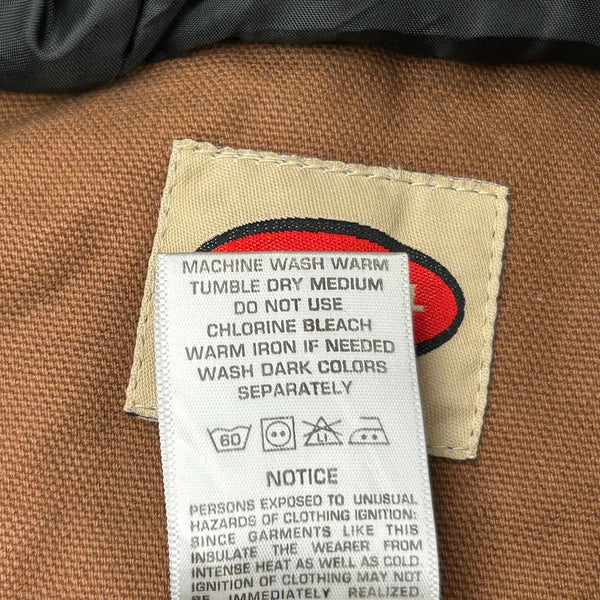 MACHINE WASH WARM
TUMBLE DRY MEDIUM
DO NOT USE
CHLORINE BLEACH
WARM IRON IF NEEDED
WASH DARK COLORS
SEPARATELY
60
CL
NOTICE
PERSONS EXPOSED TO UNUSUAL
HAZARDS OF CLOTHING IGNITION:
SINCE GARMENTS LIKE THIS
INSULATE THE WEARER FROM
INTENSE HEAT AS WELL AS COLD.
IGNITION OF CLOTHING MAY NOT
BE IMMEDIATELY REALIZED